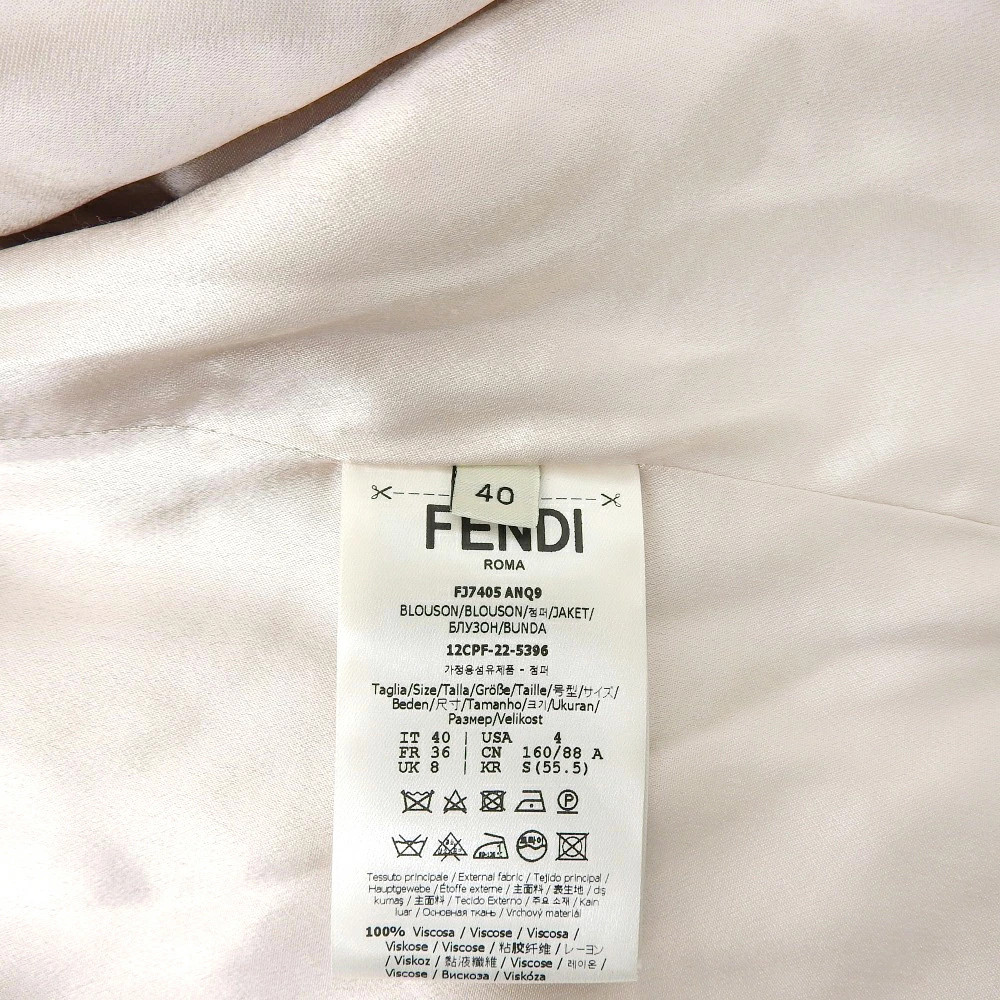 40
FENDI
ROMA
FJ7405 ANQ9
BLOUSON/BLOUSON/점퍼/JAKET/
БЛУЗОН/BUNDA
12CPF-22-5396
가정용섬유제품 - 점퍼
Taglia/Size/Talla/Größe/Taille/号型/サイズ/
Beden/尺寸/Tamanho/크기/Ukuran/
Размер/Velikost
IT 40 | USA 4
FR 36 | CN 160/88 A
UK 8 | KR S(55.5)
드라이
Tessuto principale / External fabric / Tejido principal /
Hauptgewebe / Étoffe externe / 主面料 / 表生地 / dış
kumaş / 主面料 / Tecido Externo / 주요 소재 / Kain
luar / Основная ткань / Vrchový materiál
100% Viscosa / Viscose / Viscosa /
Viskose / Viscose / 粘胶纤维 / レーヨン
/ Viskoz / 黏液纖維 / Viscose / 레이온 /
Viscose / Вискоза / Viskóza